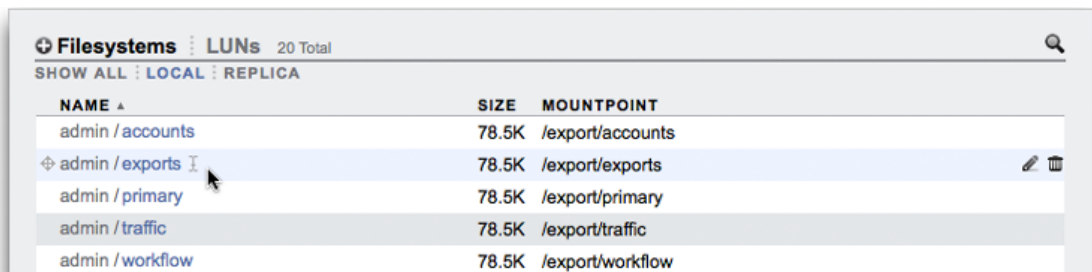 Filesystems LUNs 20 Total
SHOW ALL LOCAL REPLICA
NAME SIZE MOUNTPOINT
admin / accounts 78.5K /export/accounts
admin / exports 78.5K /export/exports
admin / primary 78.5K /export/primary
admin / traffic 78.5K /export/traffic
admin / workflow 78.5K /export/workflow